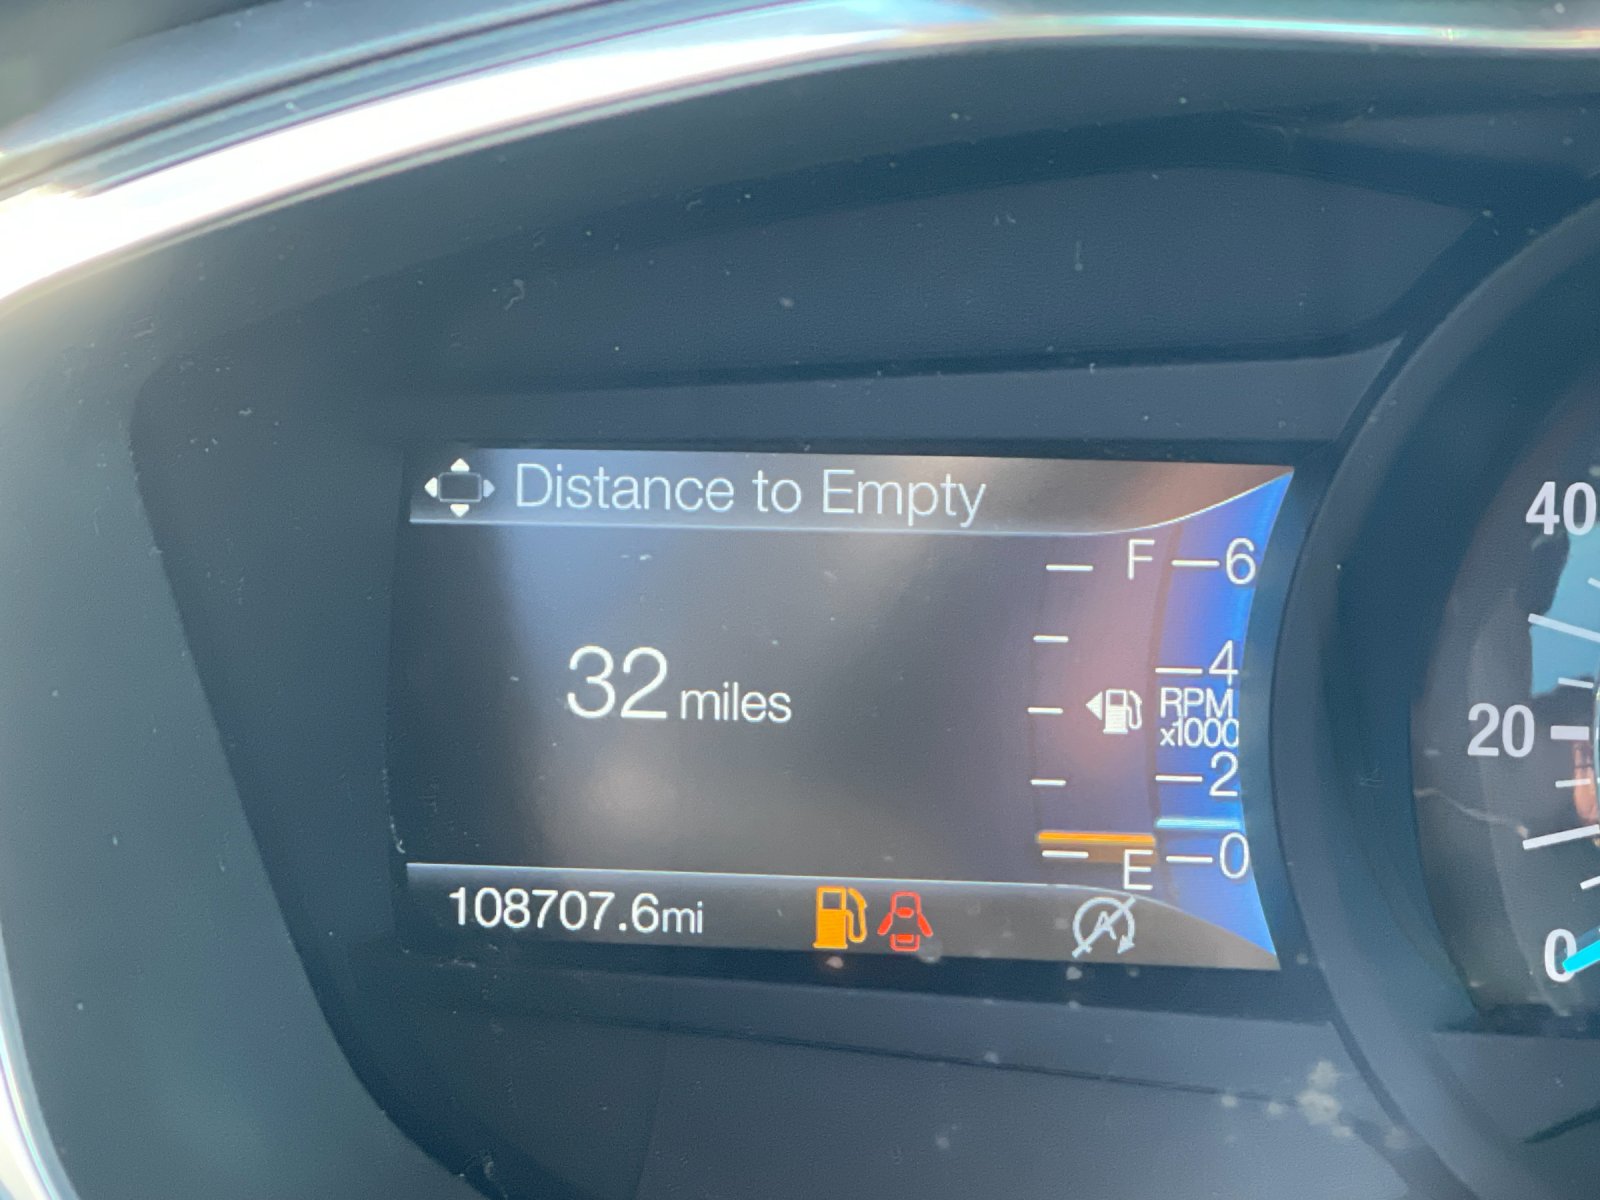 Distance to Empty
32 miles
F
E
6
4
RPM
x1000
2
0
108707.6mi
A
40
20
0